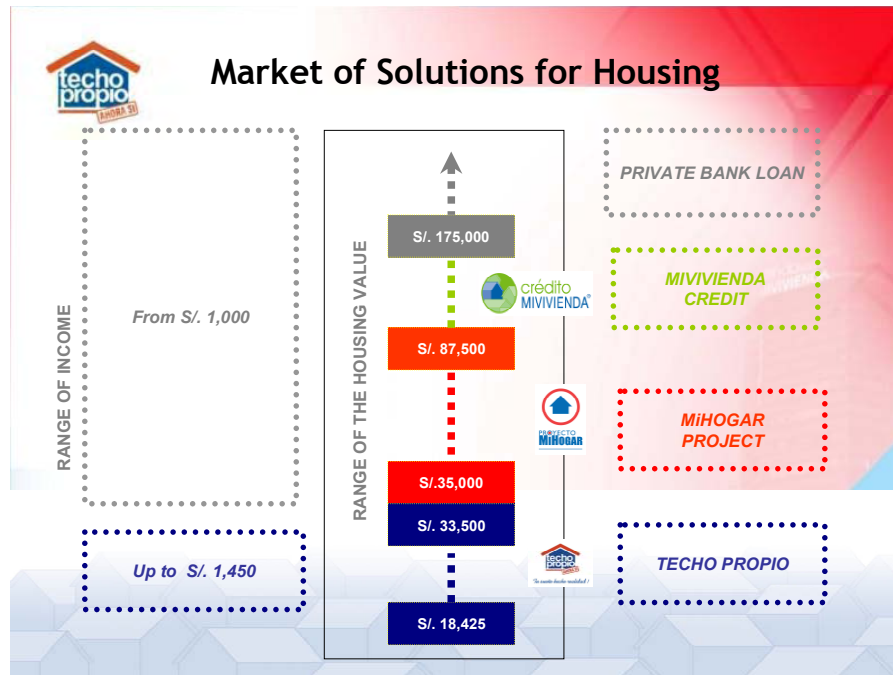 techo
propio
AHORA SI
Market of Solutions for Housing
RANGE OF INCOME
From S/. 1,000
Up to S/. 1,450
RANGE OF THE HOUSING VALUE
S/. 175,000
crédito
MIVIVIENDA®
S/. 87,500
PROYECTO
MiHOGAR
S/.35,000
S/. 33,500
techo
propio
S/. 18,425
PRIVATE BANK LOAN
MIVIVIENDA
CREDIT
MiHOGAR
PROJECT
TECHO PROPIO